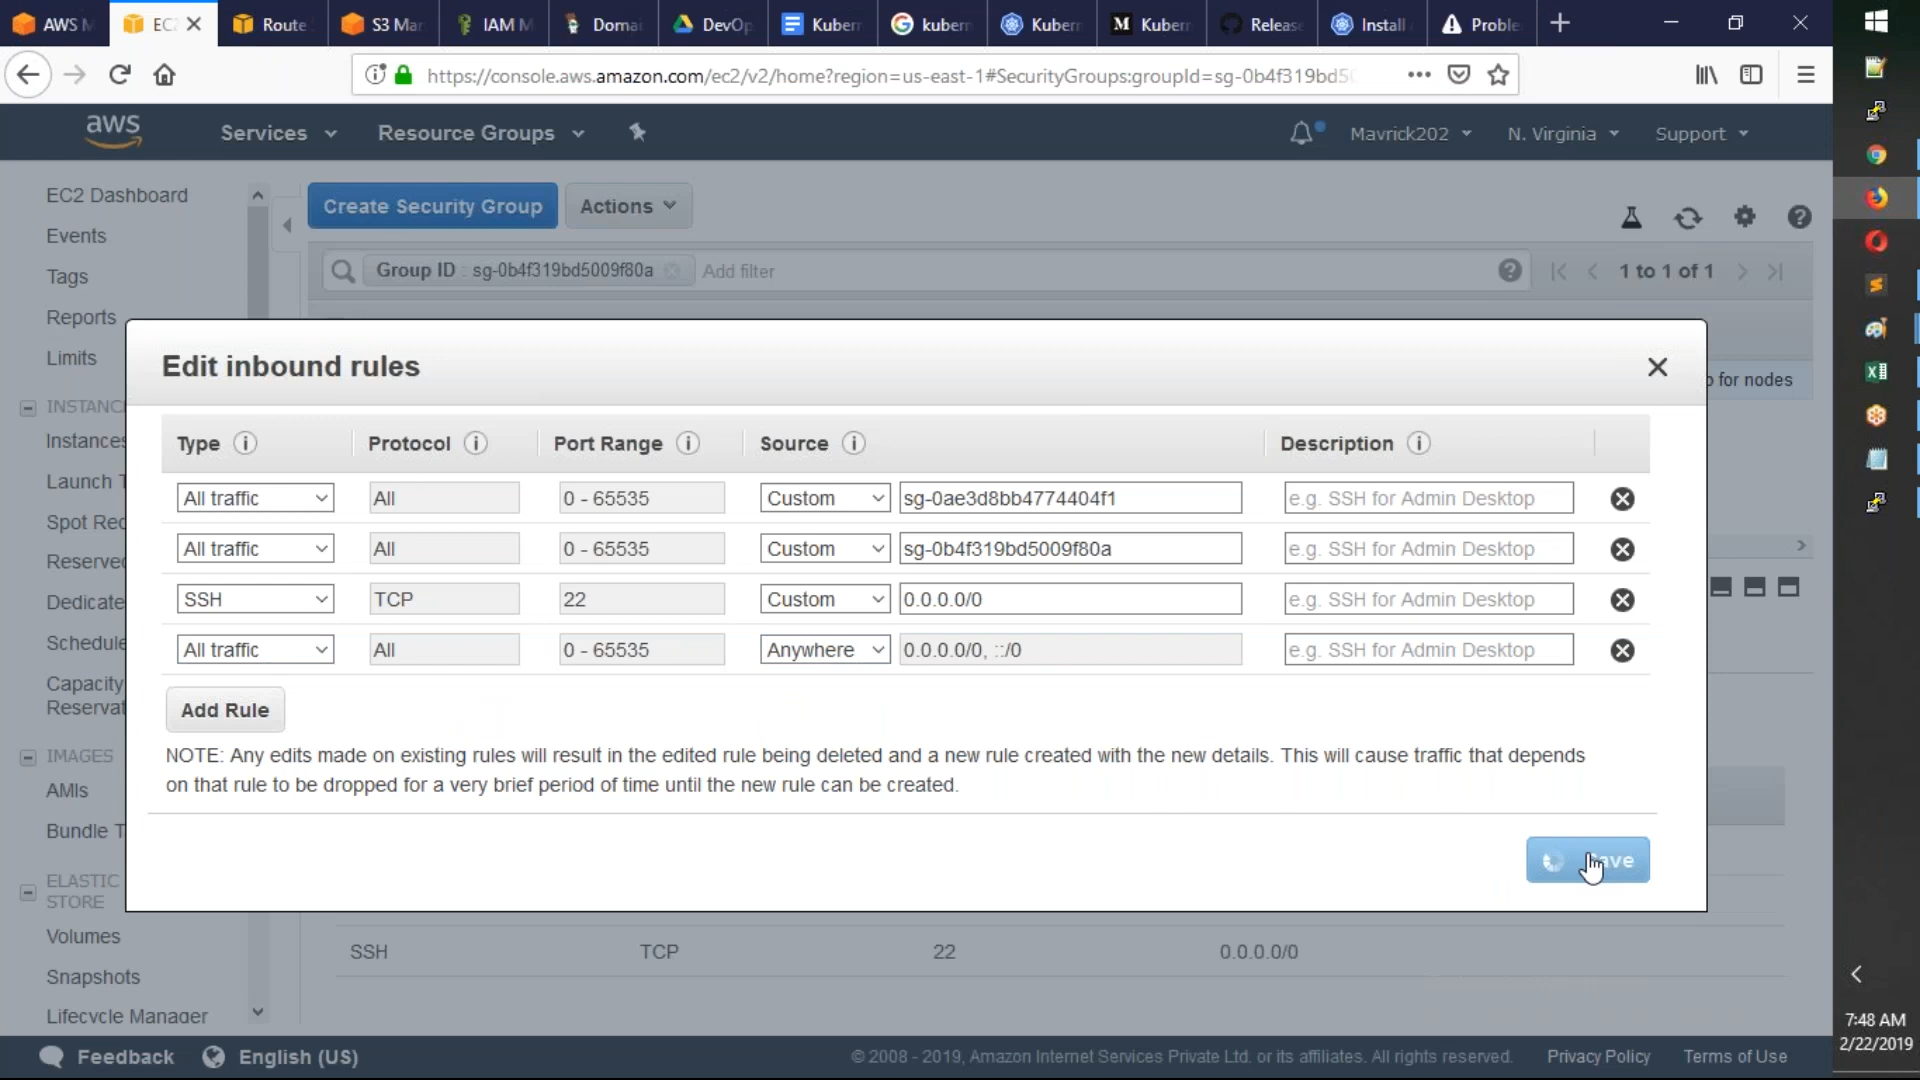 AWS M
EC2
Route
S3 Mar
IAM M
Domai
DevOp
Kubern
kubern
Kubern
Kubern
Release
Install
Proble
https://console.aws.amazon.com/ec2/v2/home?region=us-east-1#SecurityGroups:groupId=sg-0b4f319bd5
aws
Services
Resource Groups
Mavrick202
N. Virginia
Support
EC2 Dashboard
Events
Tags
Reports
Limits
INSTANC
Instances
Launch T
Spot Rec
Reserved
Dedicate
Schedule
Capacity
Reservat
IMAGES
AMIs
Bundle T
ELASTIC
STORE
Volumes
Snapshots
Lifecycle Manager
Create Security Group
Actions
Group ID : sg-0b4f319bd5009f80a
Add filter
1 to 1 of 1
for nodes
Edit inbound rules
Type Protocol Port Range Source Description
All traffic All 0 - 65535 Custom sg-0ae3d8bb4774404f1 e.g. SSH for Admin Desktop
All traffic All 0 - 65535 Custom sg-0b4f319bd5009f80a e.g. SSH for Admin Desktop
SSH TCP 22 Custom 0.0.0.0/0 e.g. SSH for Admin Desktop
All traffic All 0 - 65535 Anywhere 0.0.0.0/0, ::/0 e.g. SSH for Admin Desktop
Add Rule
NOTE: Any edits made on existing rules will result in the edited rule being deleted and a new rule created with the new details. This will cause traffic that depends
on that rule to be dropped for a very brief period of time until the new rule can be created.
Save
SSH TCP 22 0.0.0.0/0
Feedback
English (US)
© 2008 - 2019, Amazon Internet Services Private Ltd. or its affiliates. All rights reserved.
Privacy Policy
Terms of Use
7:48 AM
2/22/2019